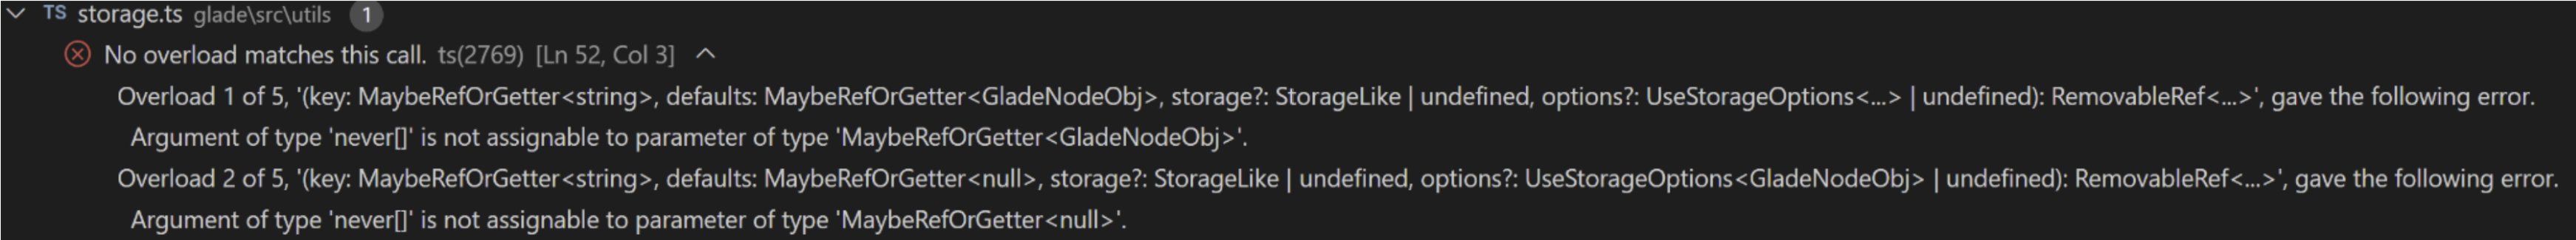 TS storage.ts glade\src\utils 1
No overload matches this call. ts(2769) [Ln 52, Col 3]
Overload 1 of 5, '(key: MaybeRefOrGetter<string>, defaults: MaybeRefOrGetter<GladeNodeObj>, storage?: StorageLike | undefined, options?: UseStorageOptions<...> | undefined): RemovableRef<...>', gave the following error.
Argument of type 'never[]' is not assignable to parameter of type 'MaybeRefOrGetter<GladeNodeObj>'.
Overload 2 of 5, '(key: MaybeRefOrGetter<string>, defaults: MaybeRefOrGetter<null>, storage?: StorageLike | undefined, options?: UseStorageOptions<GladeNodeObj> | undefined): RemovableRef<...>', gave the following error.
Argument of type 'never[]' is not assignable to parameter of type 'MaybeRefOrGetter<null>'.